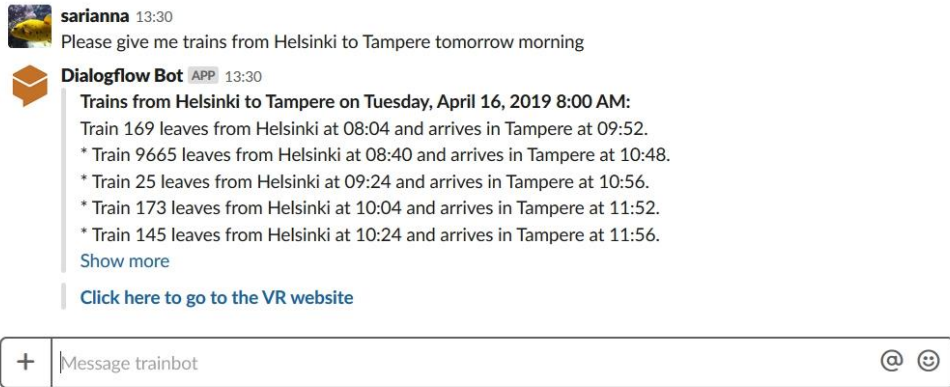 sarianna 13:30
Please give me trains from Helsinki to Tampere tomorrow morning
Dialogflow Bot APP 13:30
Trains from Helsinki to Tampere on Tuesday, April 16, 2019 8:00 AM:
Train 169 leaves from Helsinki at 08:04 and arrives in Tampere at 09:52.
* Train 9665 leaves from Helsinki at 08:40 and arrives in Tampere at 10:48.
* Train 25 leaves from Helsinki at 09:24 and arrives in Tampere at 10:56.
* Train 173 leaves from Helsinki at 10:04 and arrives in Tampere at 11:52.
* Train 145 leaves from Helsinki at 10:24 and arrives in Tampere at 11:56.
Show more
Click here to go to the VR website
+ Message trainbot @